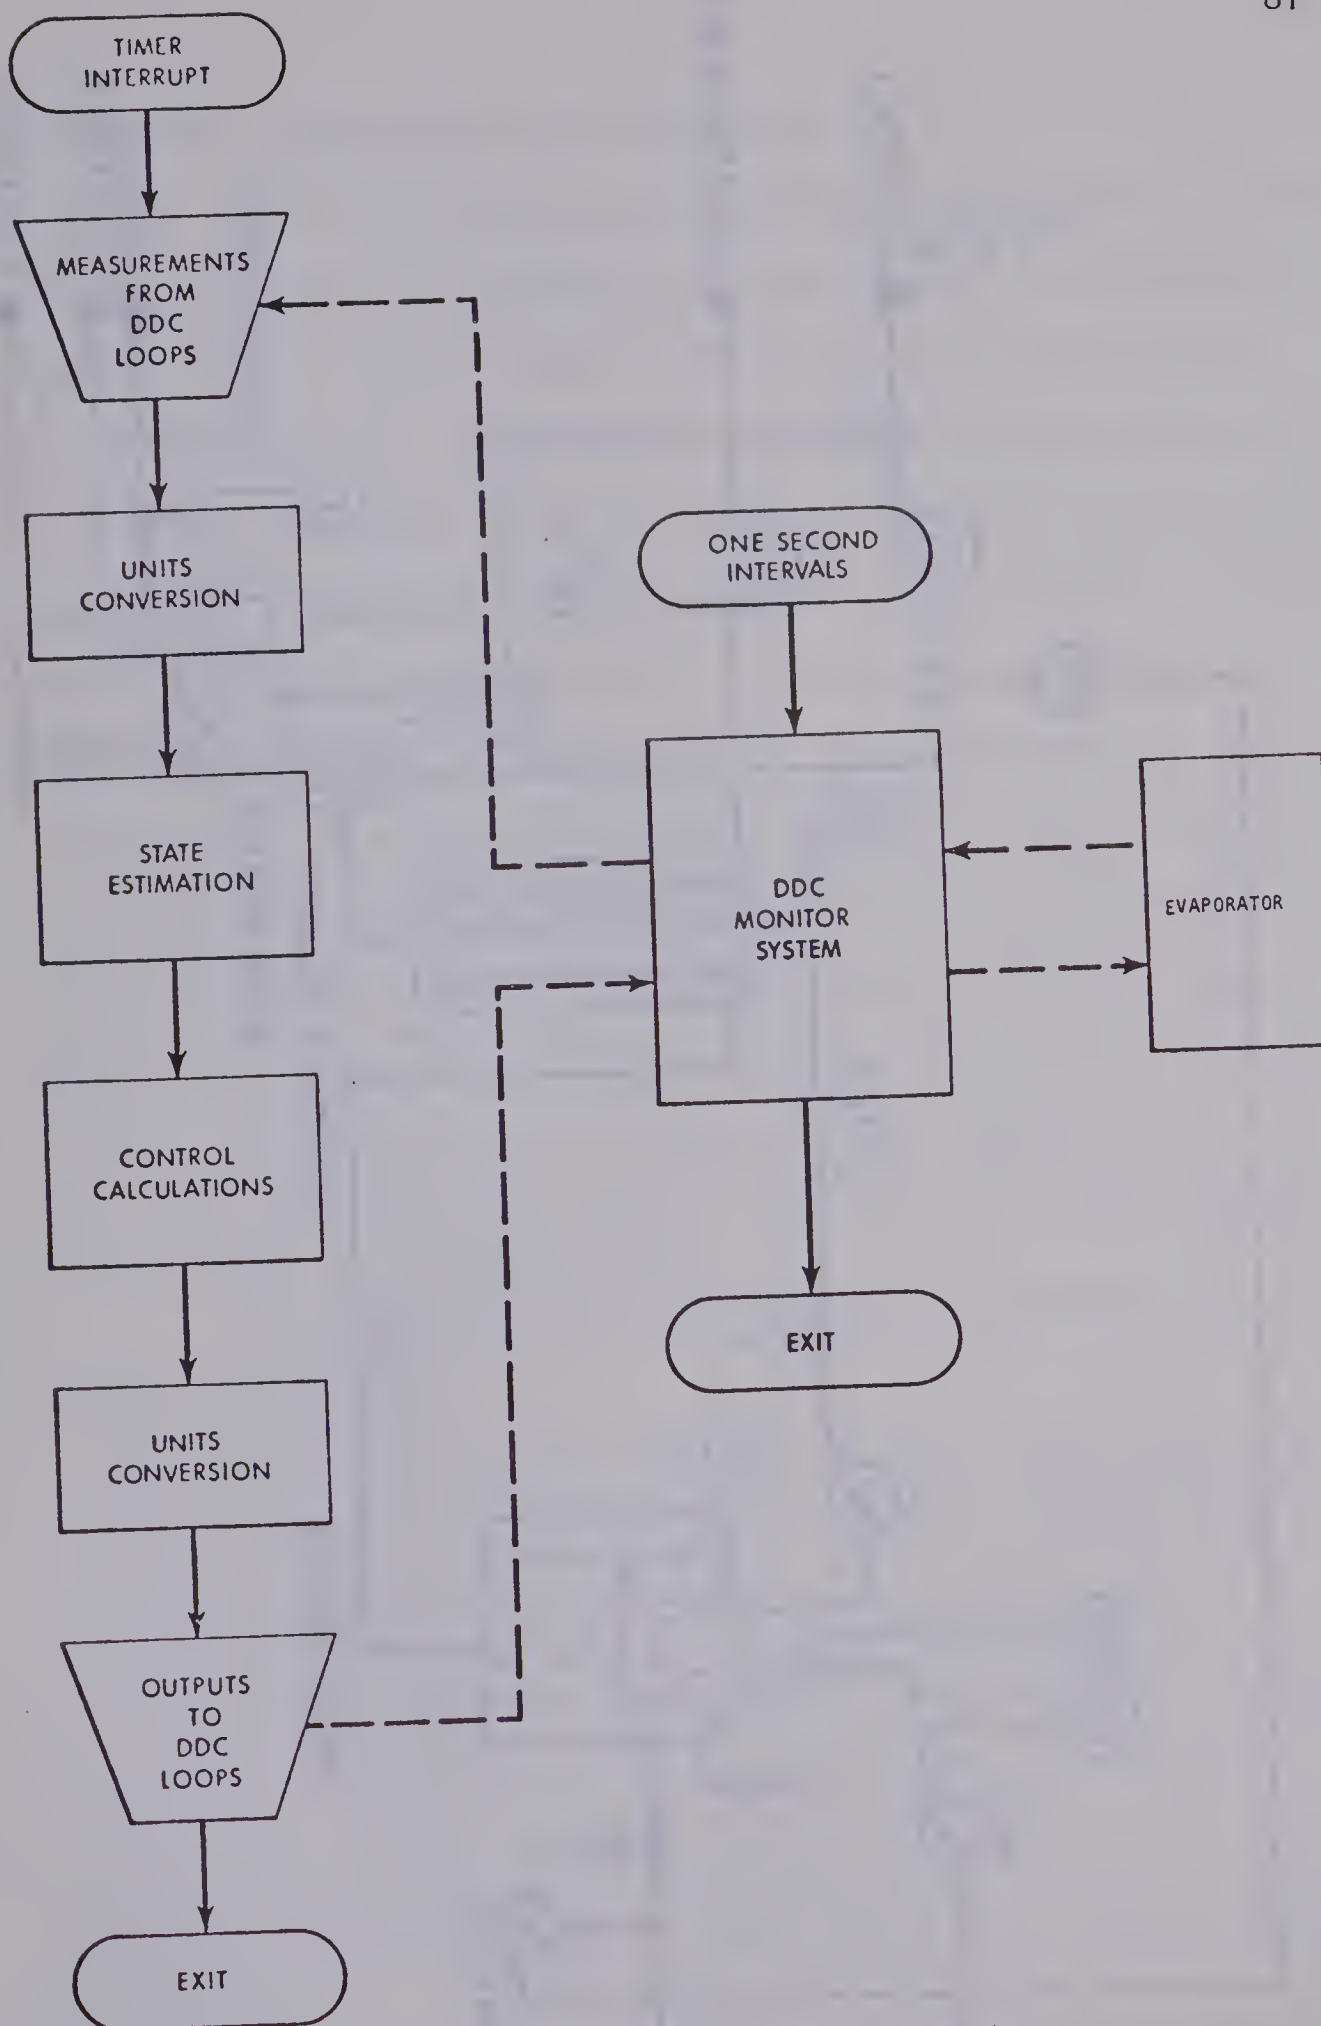 TIMER
INTERRUPT
MEASUREMENTS
FROM
DDC
LOOPS
UNITS
CONVERSION
STATE
ESTIMATION
CONTROL
CALCULATIONS
UNITS
CONVERSION
OUTPUTS
TO
DDC
LOOPS
EXIT
ONE SECOND
INTERVALS
DDC
MONITOR
SYSTEM
EVAPORATOR
EXIT